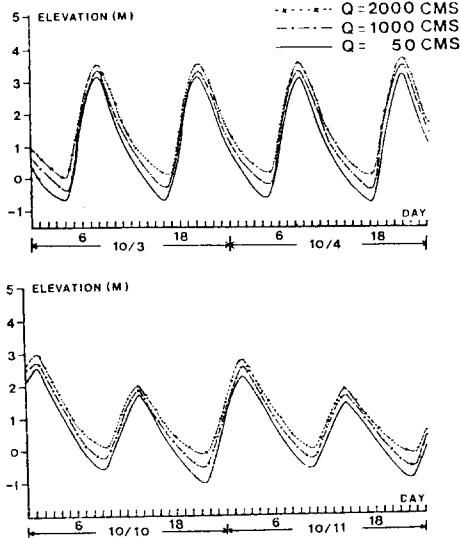 ELEVATION (M)
Q = 2000 CMS
Q = 1000 CMS
Q = 50 CMS
5
4
3
2
1
0
-1
DAY
6 18 6 18
10/3 10/4
ELEVATION (M)
5
4
3
2
1
0
-1
DAY
6 18 6 18
10/10 10/11